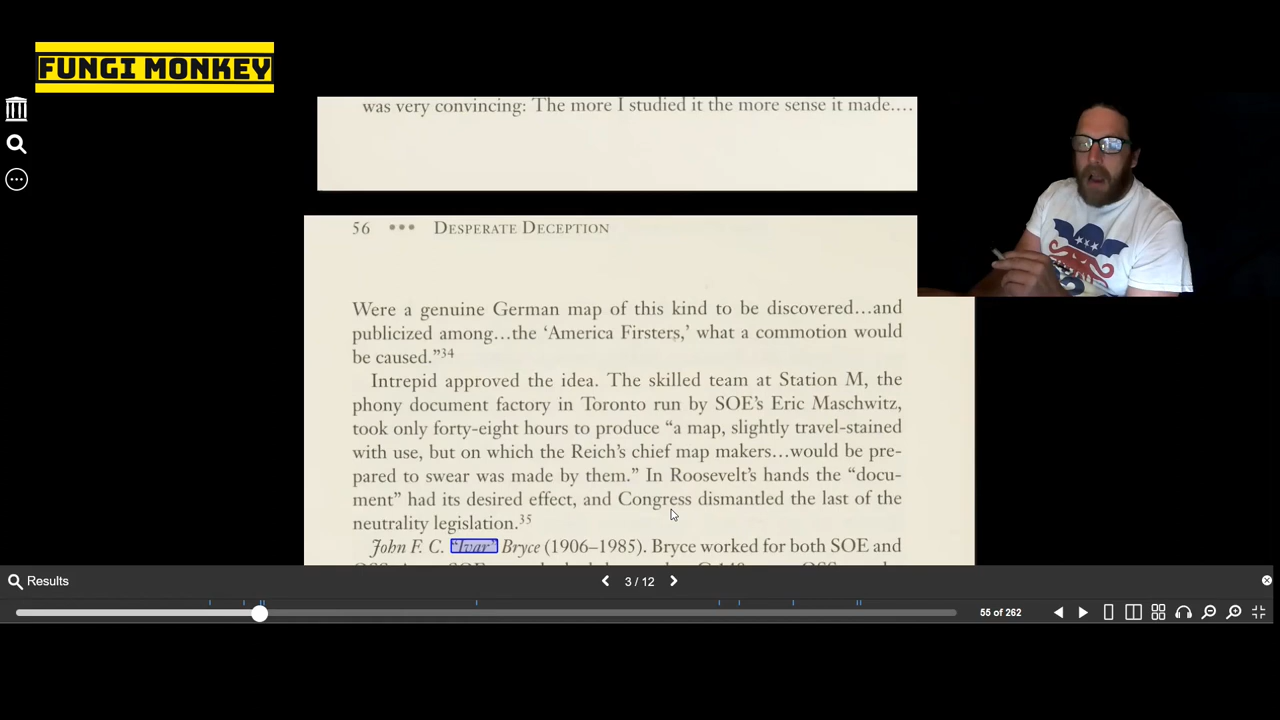 FUNGI MONKEY
was very convincing: The more I studied it the more sense it made....
56 ••• DESPERATE DECEPTION
Were a genuine German map of this kind to be discovered...and
publicized among...the ‘America Firsters,’ what a commotion would
be caused.”34
Intrepid approved the idea. The skilled team at Station M, the
phony document factory in Toronto run by SOE’s Eric Maschwitz,
took only forty-eight hours to produce “a map, slightly travel-stained
with use, but on which the Reich’s chief map makers...would be pre-
pared to swear was made by them.” In Roosevelt’s hands the “docu-
ment” had its desired effect, and Congress dismantled the last of the
neutrality legislation.35
John F. C. “Ivar” Bryce (1906–1985). Bryce worked for both SOE and
Results
3 / 12
55 of 262